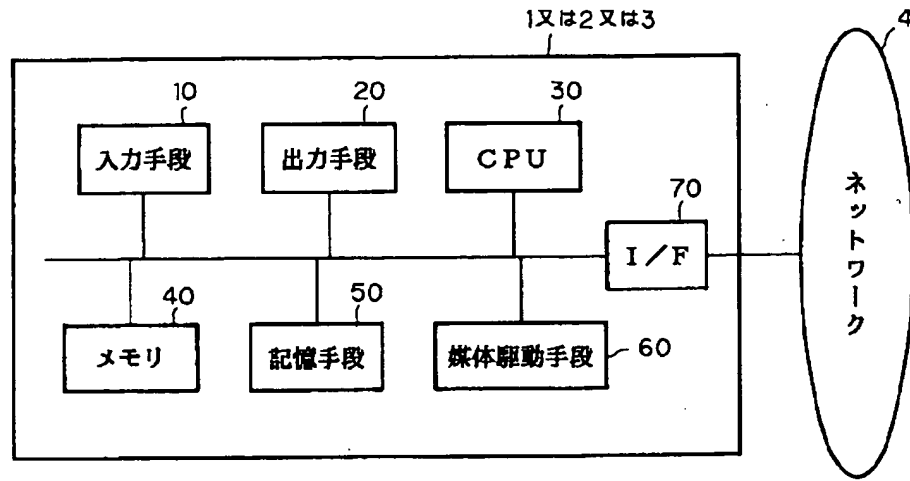 1又は2又は3
4
10
20
30
入力手段
出力手段
CPU
70
I/F
ネットワーク
40
50
メモリ
記憶手段
媒体駆動手段
60